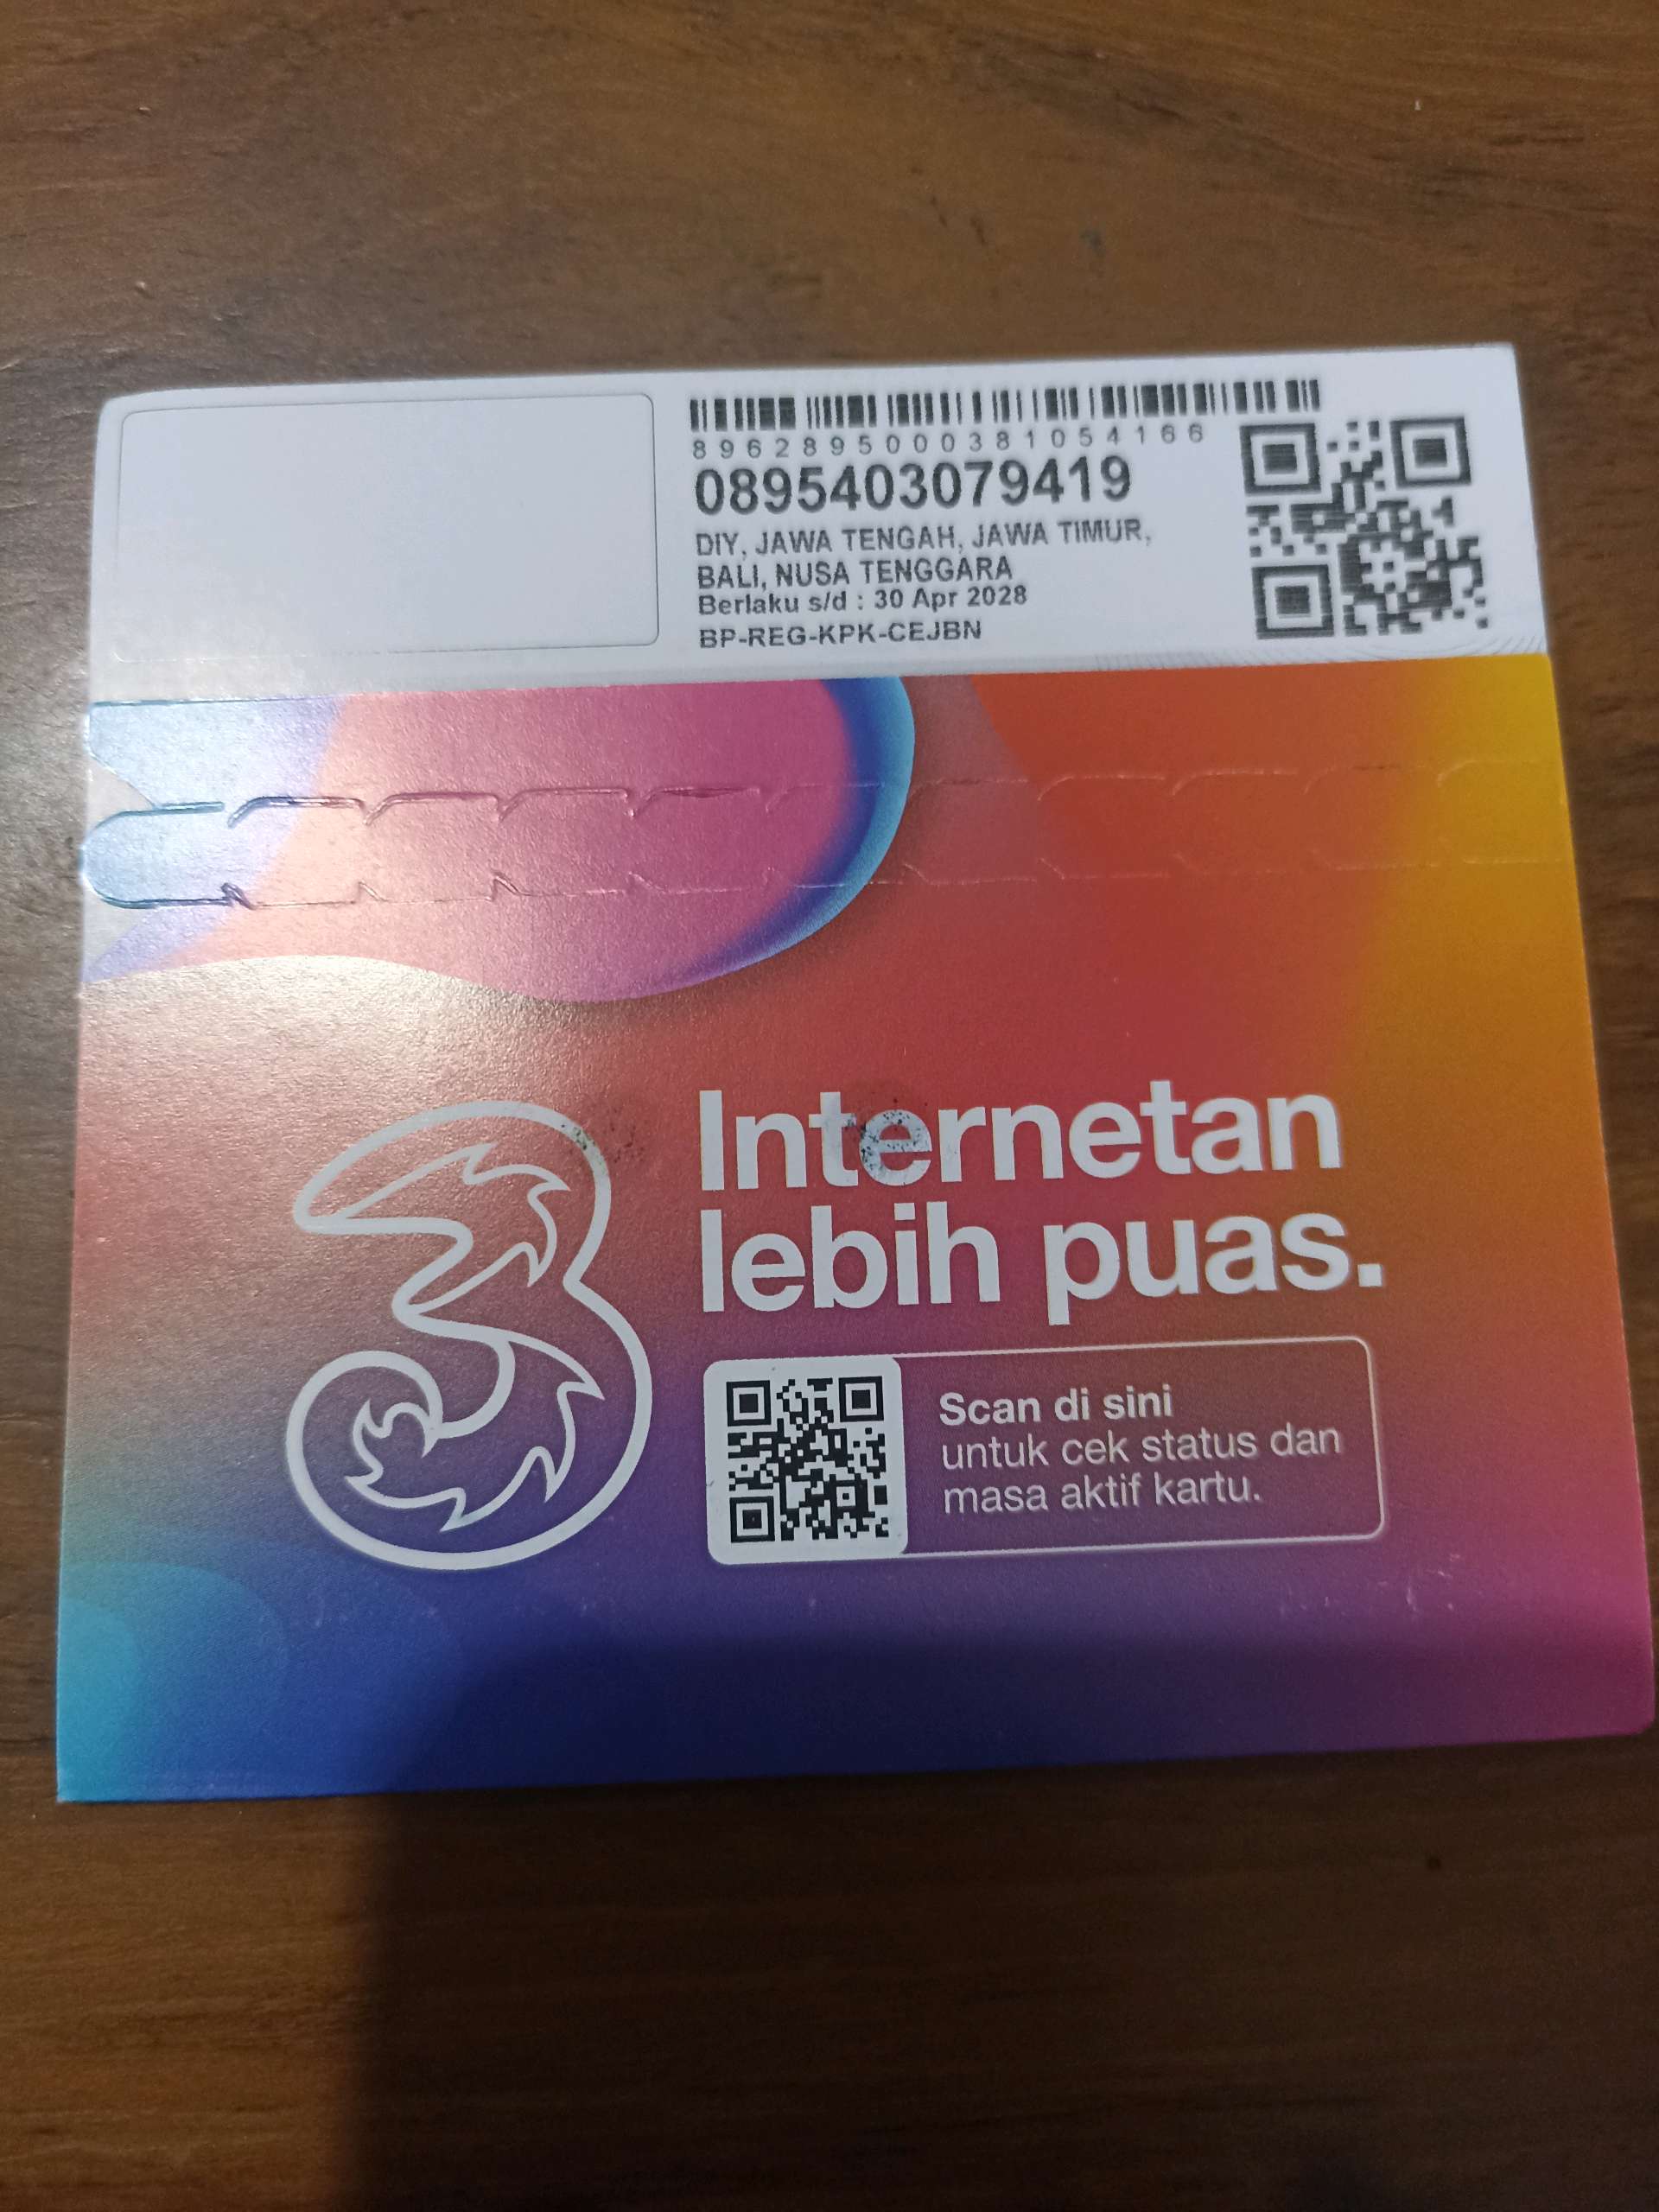 8962895000381054166
0895403079419
DIY, JAWA TENGAH, JAWA TIMUR,
BALI, NUSA TENGGARA
Berlaku s/d : 30 Apr 2028
BP-REG-KPK-CEJBN
3
Internetan
lebih puas.
Scan di sini
untuk cek status dan
masa aktif kartu.